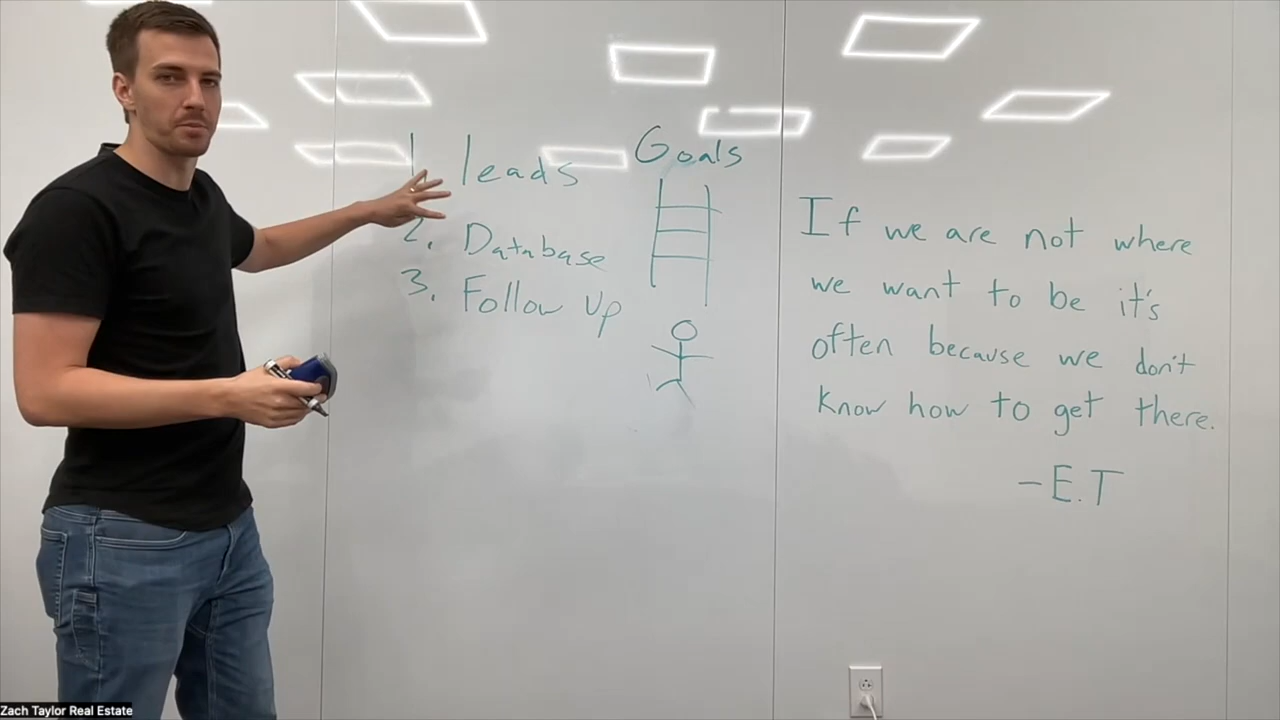 1. leads
2. Database
3. Follow up
Goals
If we are not where
we want to be it's
often because we don't
know how to get there.
-E.T
Zach Taylor Real Estate